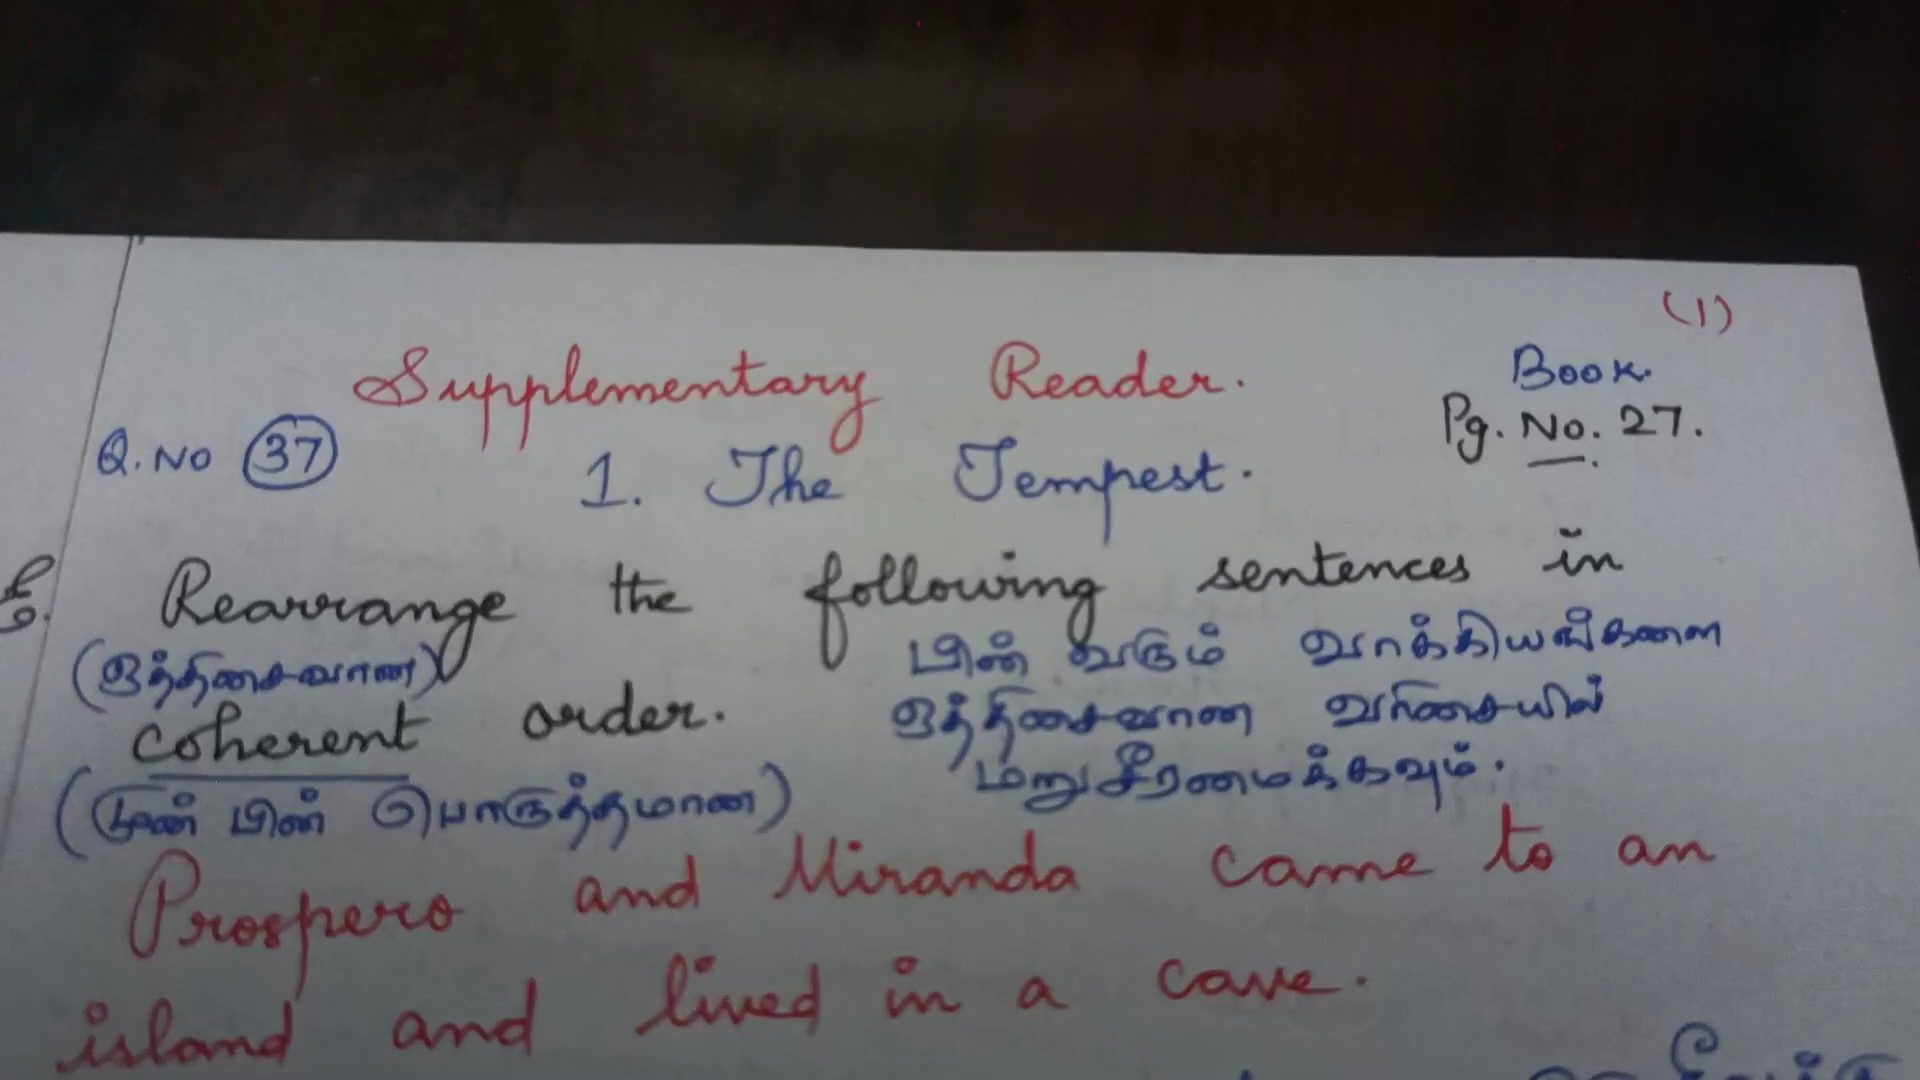 (1)
Supplementary Reader.
Book.
Pg. No. 27.
Q. No 37
1. The Tempest.
Rearrange the following sentences in
(ஒத்திசைவான) பின் வரும் வாக்கியங்களை
coherent order. ஒத்திசைவான வரிசையில்
(முன் பின் பொருத்தமான) மறுசீரமைக்கவும்.
Prospero and Miranda came to an
island and lived in a cave.